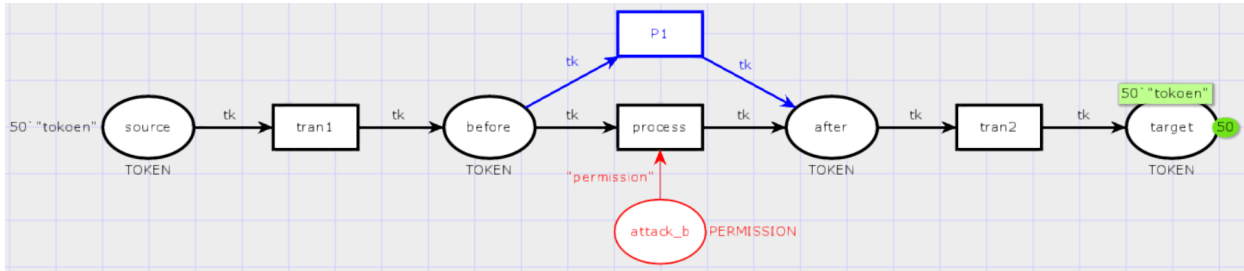 P1
tk
tk
50`"tokoen"
50`"tokoen"
source
tk
tran1
tk
before
tk
process
tk
after
tk
tran2
tk
target
50
TOKEN
TOKEN
TOKEN
TOKEN
"permission"
attack_b
PERMISSION